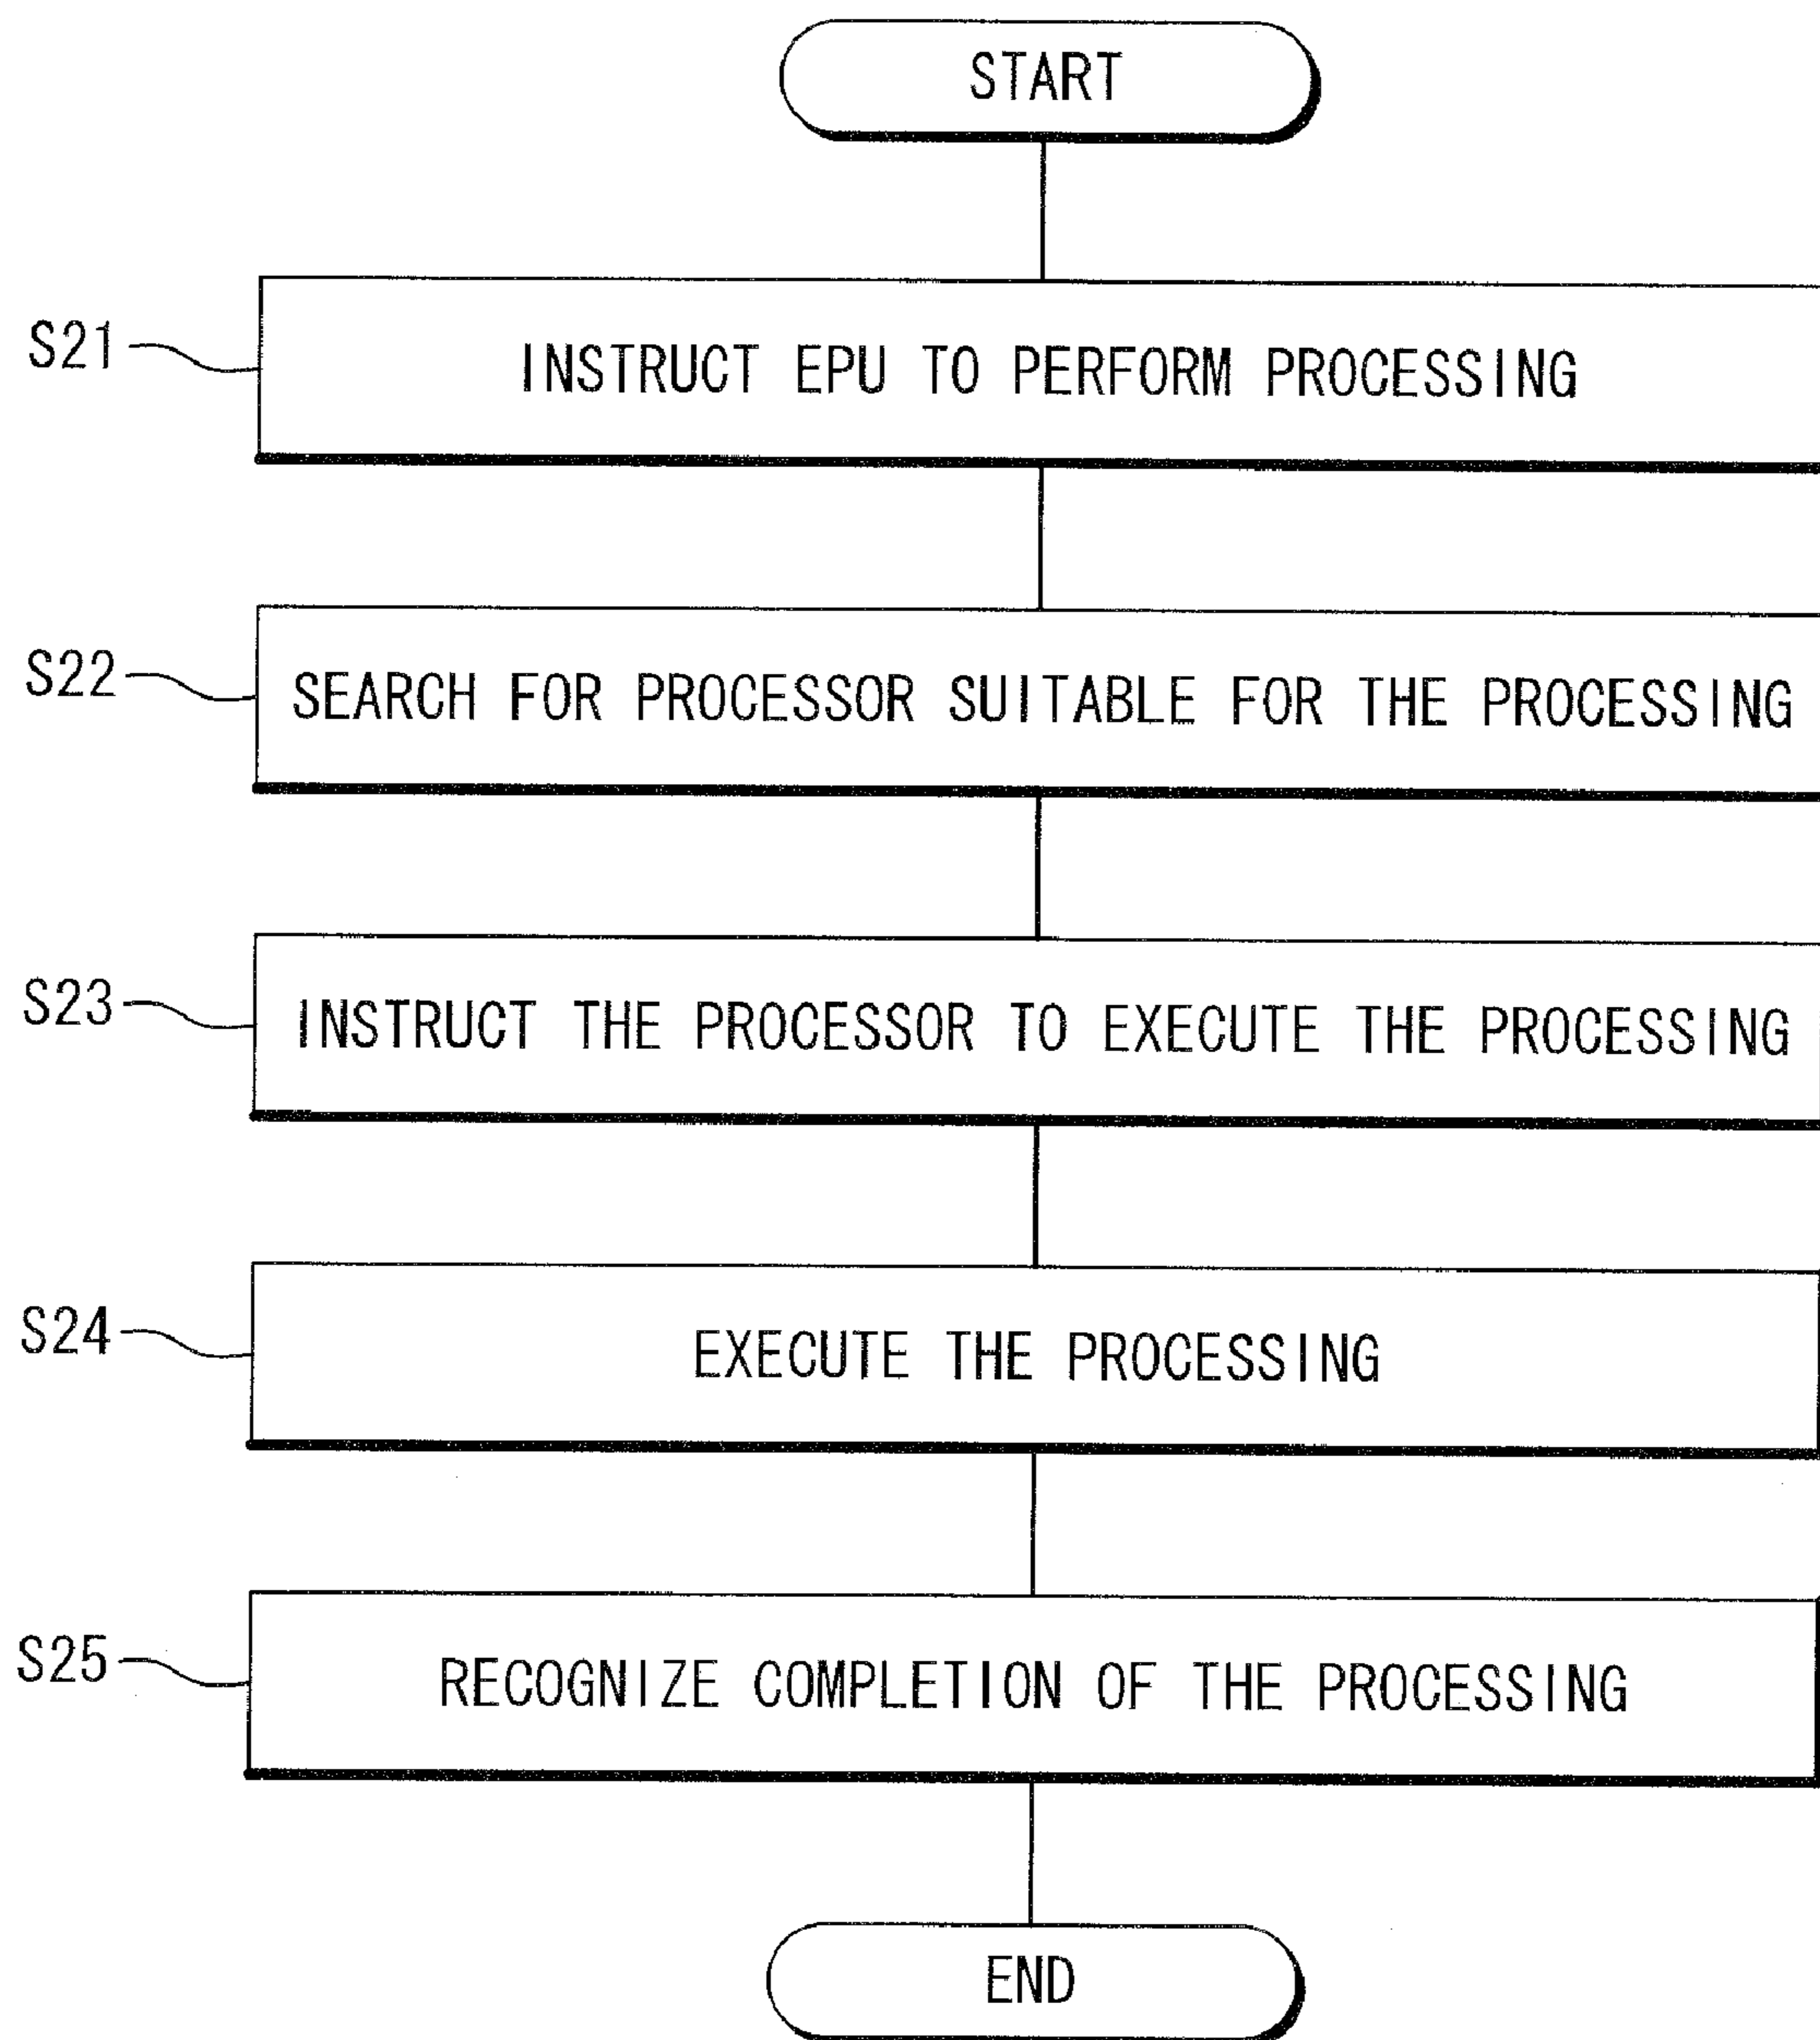 START
S21
INSTRUCT EPU TO PERFORM PROCESSING
S22
SEARCH FOR PROCESSOR SUITABLE FOR THE PROCESSING
S23
INSTRUCT THE PROCESSOR TO EXECUTE THE PROCESSING
S24
EXECUTE THE PROCESSING
S25
RECOGNIZE COMPLETION OF THE PROCESSING
END